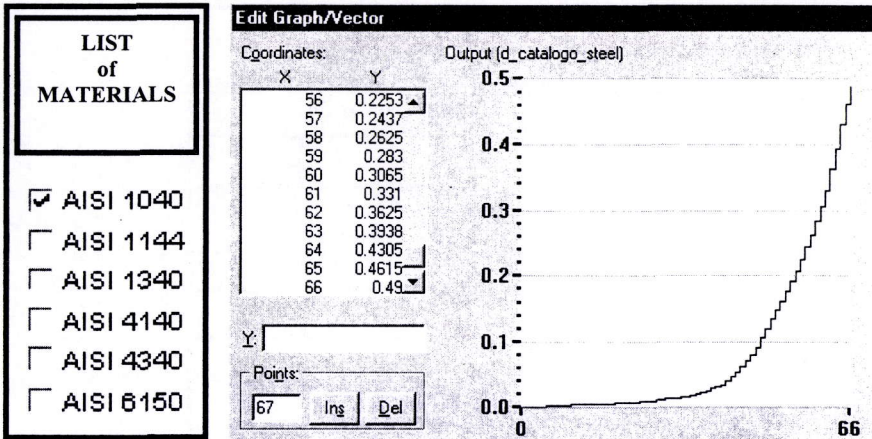 LIST
of
MATERIALS
AISI 1040
AISI 1144
AISI 1340
AISI 4140
AISI 4340
AISI 6150
Edit Graph/Vector
Coordinates:
X Y
56 0.2253
57 0.2437
58 0.2625
59 0.283
60 0.3065
61 0.331
62 0.3625
63 0.3938
64 0.4305
65 0.4615
66 0.49
Y:
Points:
67 Ins Del
Output (d_catalogo_steel)
0.5
0.4
0.3
0.2
0.1
0.0
0 66